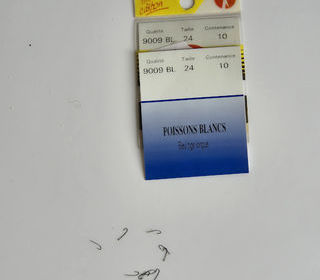 Qualité Taille Contenance
9009 BL 24 10
Qualité Taille Contenance
9009 BL 24 10
POISSONS BLANCS